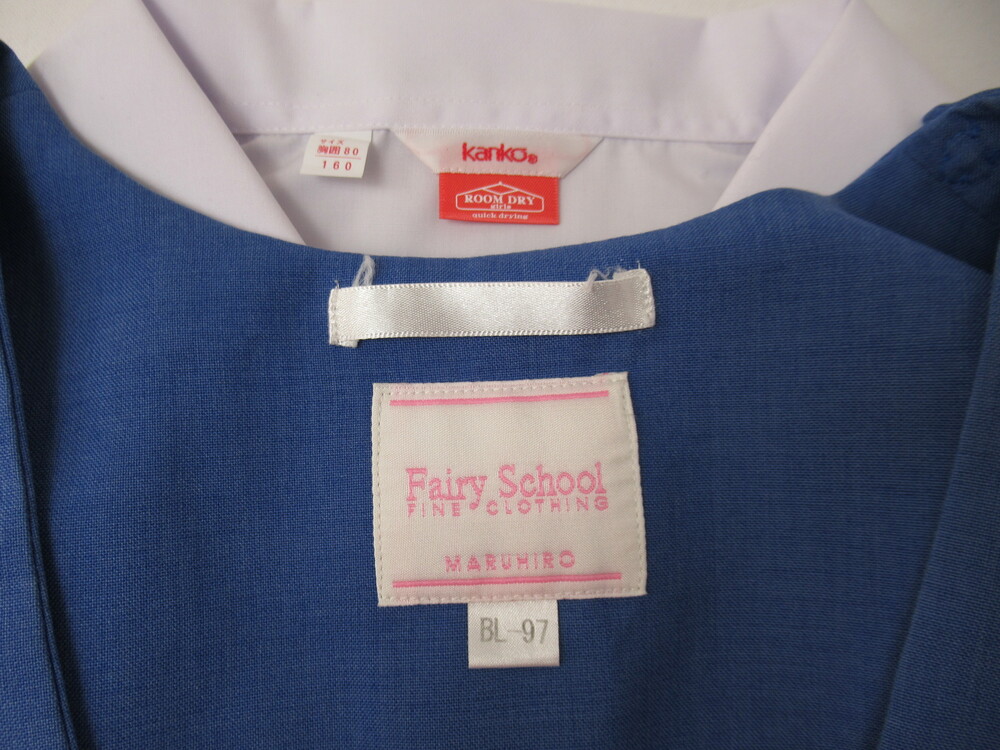 サイズ
胸囲80
160
kanko®
ROOM DRY
girls
quick drying
Fairy School
FINE CLOTHING
MARUHIRO
BL-97